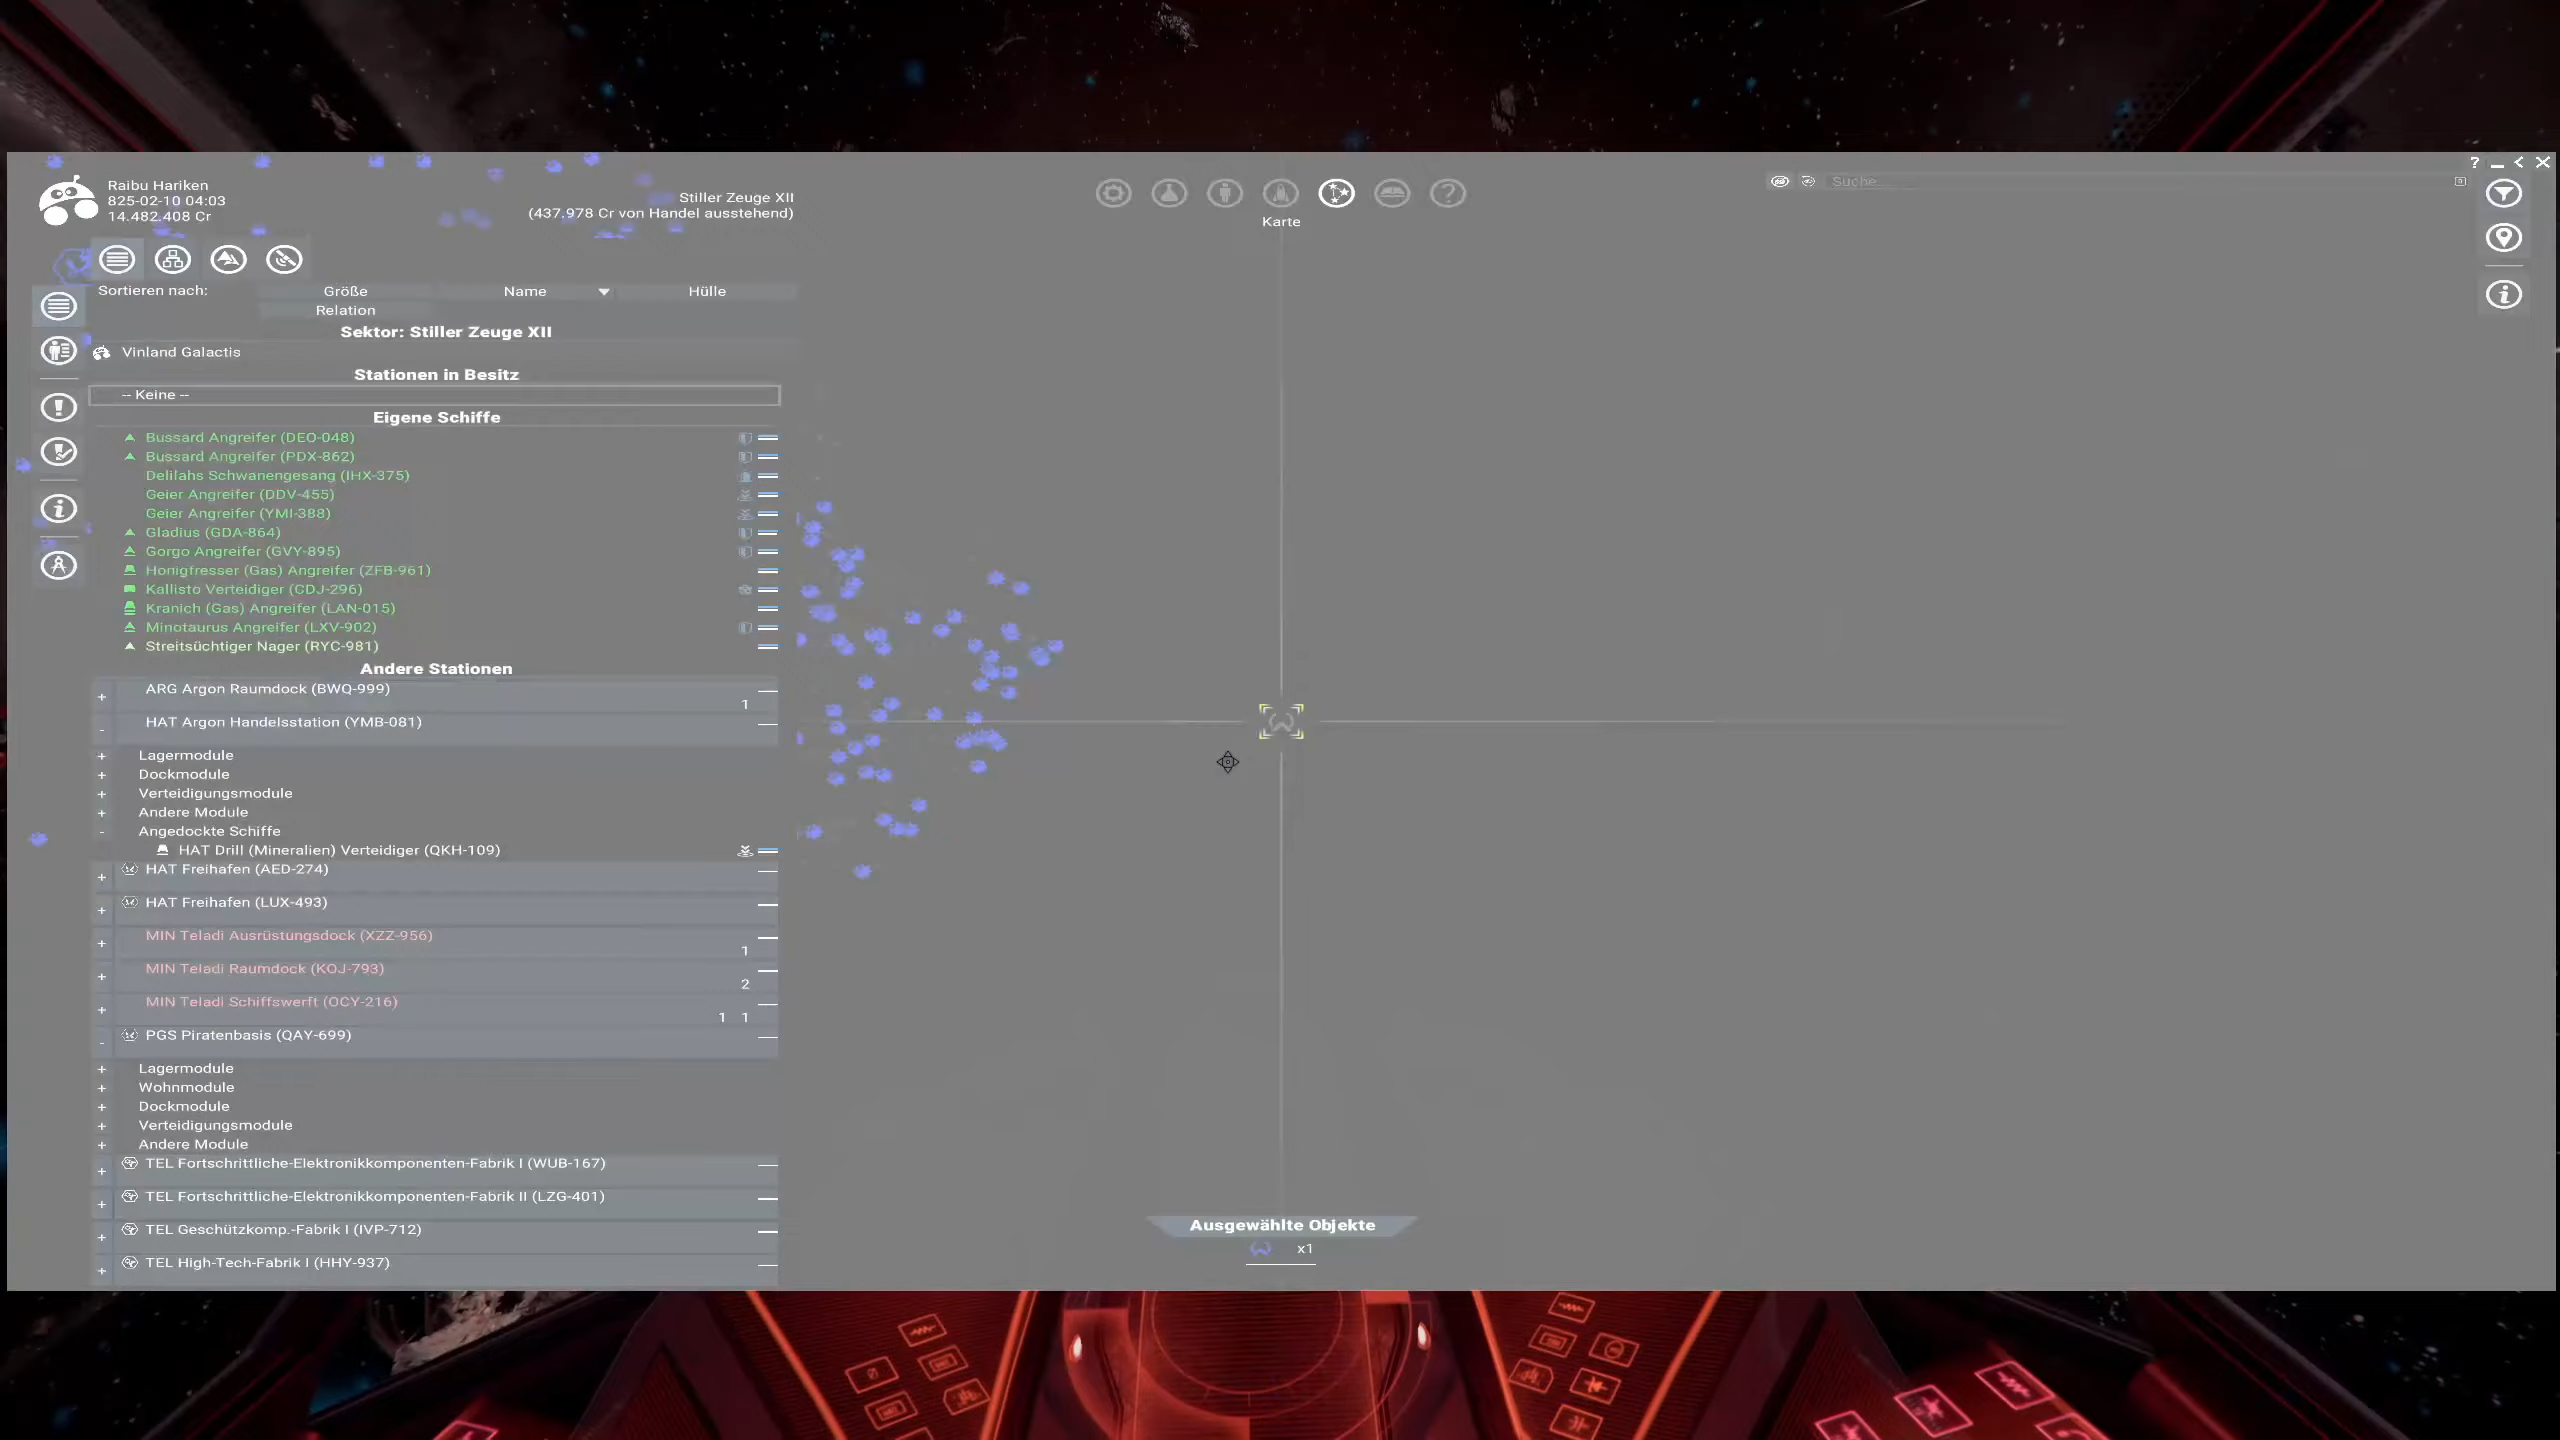 Raibu Hariken
825-02-10 04:03
14.482.408 Cr
Stiller Zeuge XII
(437.978 Cr von Handel ausstehend)
Karte
Suche...
Sortieren nach:
Größe
Name
Hülle
Relation
Sektor: Stiller Zeuge XII
Vinland Galactis
Stationen in Besitz
-- Keine --
Eigene Schiffe
Bussard Angreifer (DEO-048)
Bussard Angreifer (PDX-862)
Delilahs Schwanengesang (IHX-375)
Geier Angreifer (DDV-455)
Geier Angreifer (YMI-388)
Gladius (GDA-864)
Gorgo Angreifer (GVY-895)
Honigfresser (Gas) Angreifer (ZFB-961)
Kallisto Verteidiger (CDJ-296)
Kranich (Gas) Angreifer (LAN-015)
Minotaurus Angreifer (LXV-902)
Streitsüchtiger Nager (RYC-981)
Andere Stationen
+ ARG Argon Raumdock (BWQ-999)
1
- HAT Argon Handelsstation (YMB-081)
+ Lagermodule
+ Dockmodule
+ Verteidigungsmodule
+ Andere Module
- Angedockte Schiffe
HAT Drill (Mineralien) Verteidiger (QKH-109)
+ HAT Freihafen (AED-274)
+ HAT Freihafen (LUX-493)
+ MIN Teladi Ausrüstungsdock (XZZ-956)
1
+ MIN Teladi Raumdock (KOJ-793)
2
+ MIN Teladi Schiffswerft (OCY-216)
1 1
- PGS Piratenbasis (QAY-699)
+ Lagermodule
+ Wohnmodule
+ Dockmodule
+ Verteidigungsmodule
+ Andere Module
+ TEL Fortschrittliche-Elektronikkomponenten-Fabrik I (WUB-167)
+ TEL Fortschrittliche-Elektronikkomponenten-Fabrik II (LZG-401)
+ TEL Geschützkomp.-Fabrik I (IVP-712)
+ TEL High-Tech-Fabrik I (HHY-937)
Ausgewählte Objekte
x1